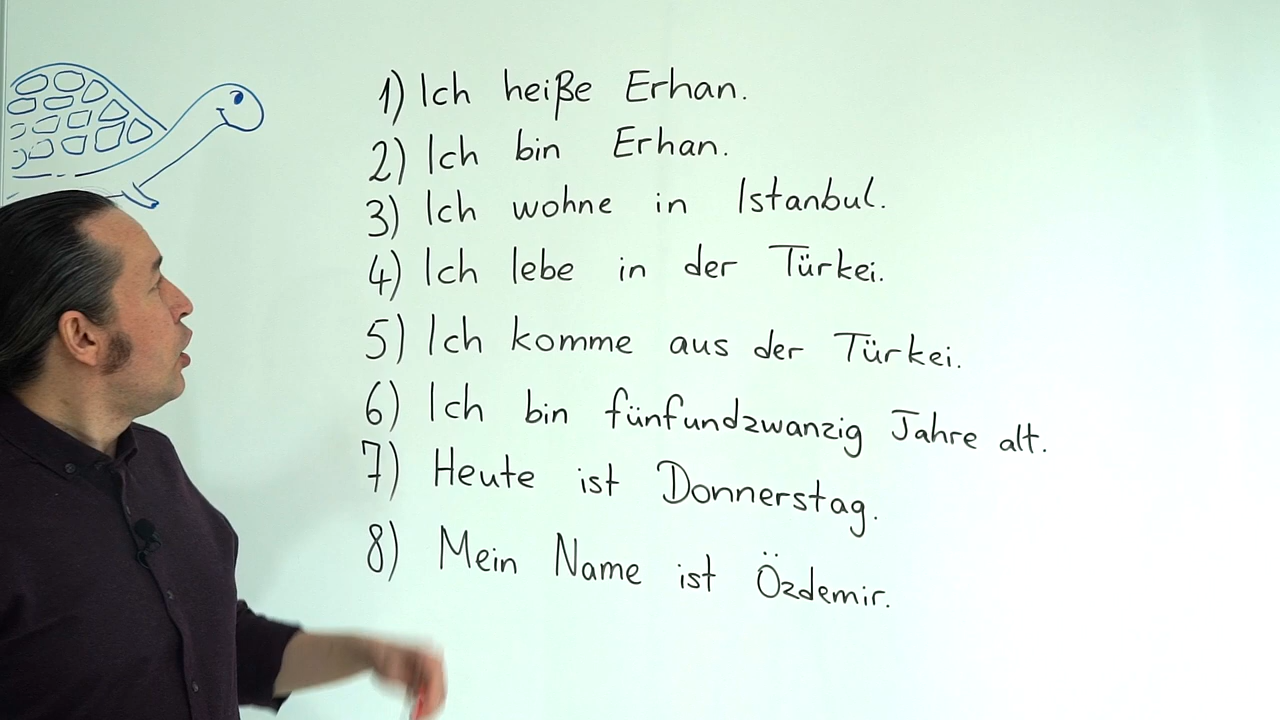 1) Ich heiße Erhan.
2) Ich bin Erhan.
3) Ich wohne in Istanbul.
4) Ich lebe in der Türkei.
5) Ich komme aus der Türkei.
6) Ich bin fünfundzwanzig Jahre alt.
7) Heute ist Donnerstag.
8) Mein Name ist Özdemir.